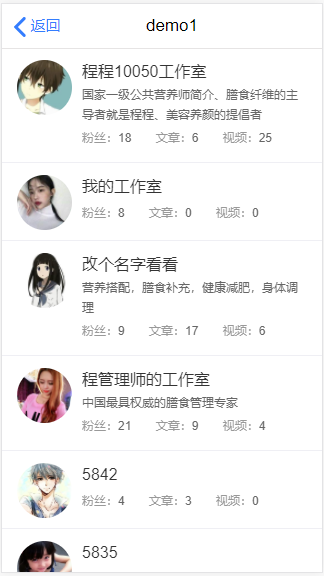 返回
demo1
程程10050工作室
国家一级公共营养师简介、膳食纤维的主
导者就是程程、美容养颜的提倡者
粉丝：18 文章：6 视频：25
我的工作室
粉丝：8 文章：0 视频：0
改个名字看看
营养搭配，膳食补充，健康减肥，身体调
理
粉丝：9 文章：17 视频：6
程管理师的工作室
中国最具权威的膳食管理专家
粉丝：21 文章：9 视频：4
5842
粉丝：4 文章：3 视频：0
5835